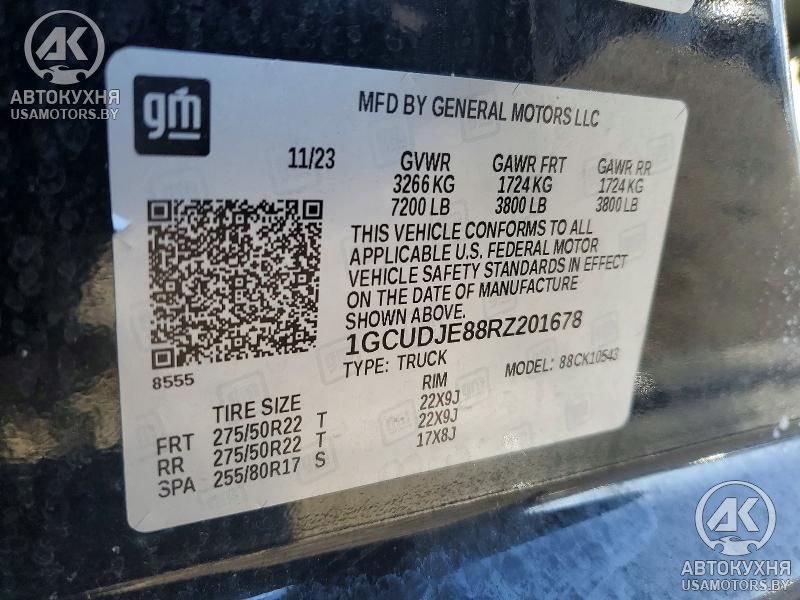 AK
АВТОКУХНЯ
USAMOTORS.BY
gm
MFD BY GENERAL MOTORS LLC
11/23 GVWR GAWR FRT GAWR RR
3266 KG 1724 KG 1724 KG
7200 LB 3800 LB 3800 LB
THIS VEHICLE CONFORMS TO ALL
APPLICABLE U.S. FEDERAL MOTOR
VEHICLE SAFETY STANDARDS IN EFFECT
ON THE DATE OF MANUFACTURE
SHOWN ABOVE.
1GCUDJE88RZ201678
8555
TYPE: TRUCK MODEL: 88CK10543
TIRE SIZE RIM
FRT 275/50R22 T 22X9J
RR 275/50R22 T 22X9J
SPA 255/80R17 S 17X8J
AK
АВТОКУХНЯ
USAMOTORS.BY